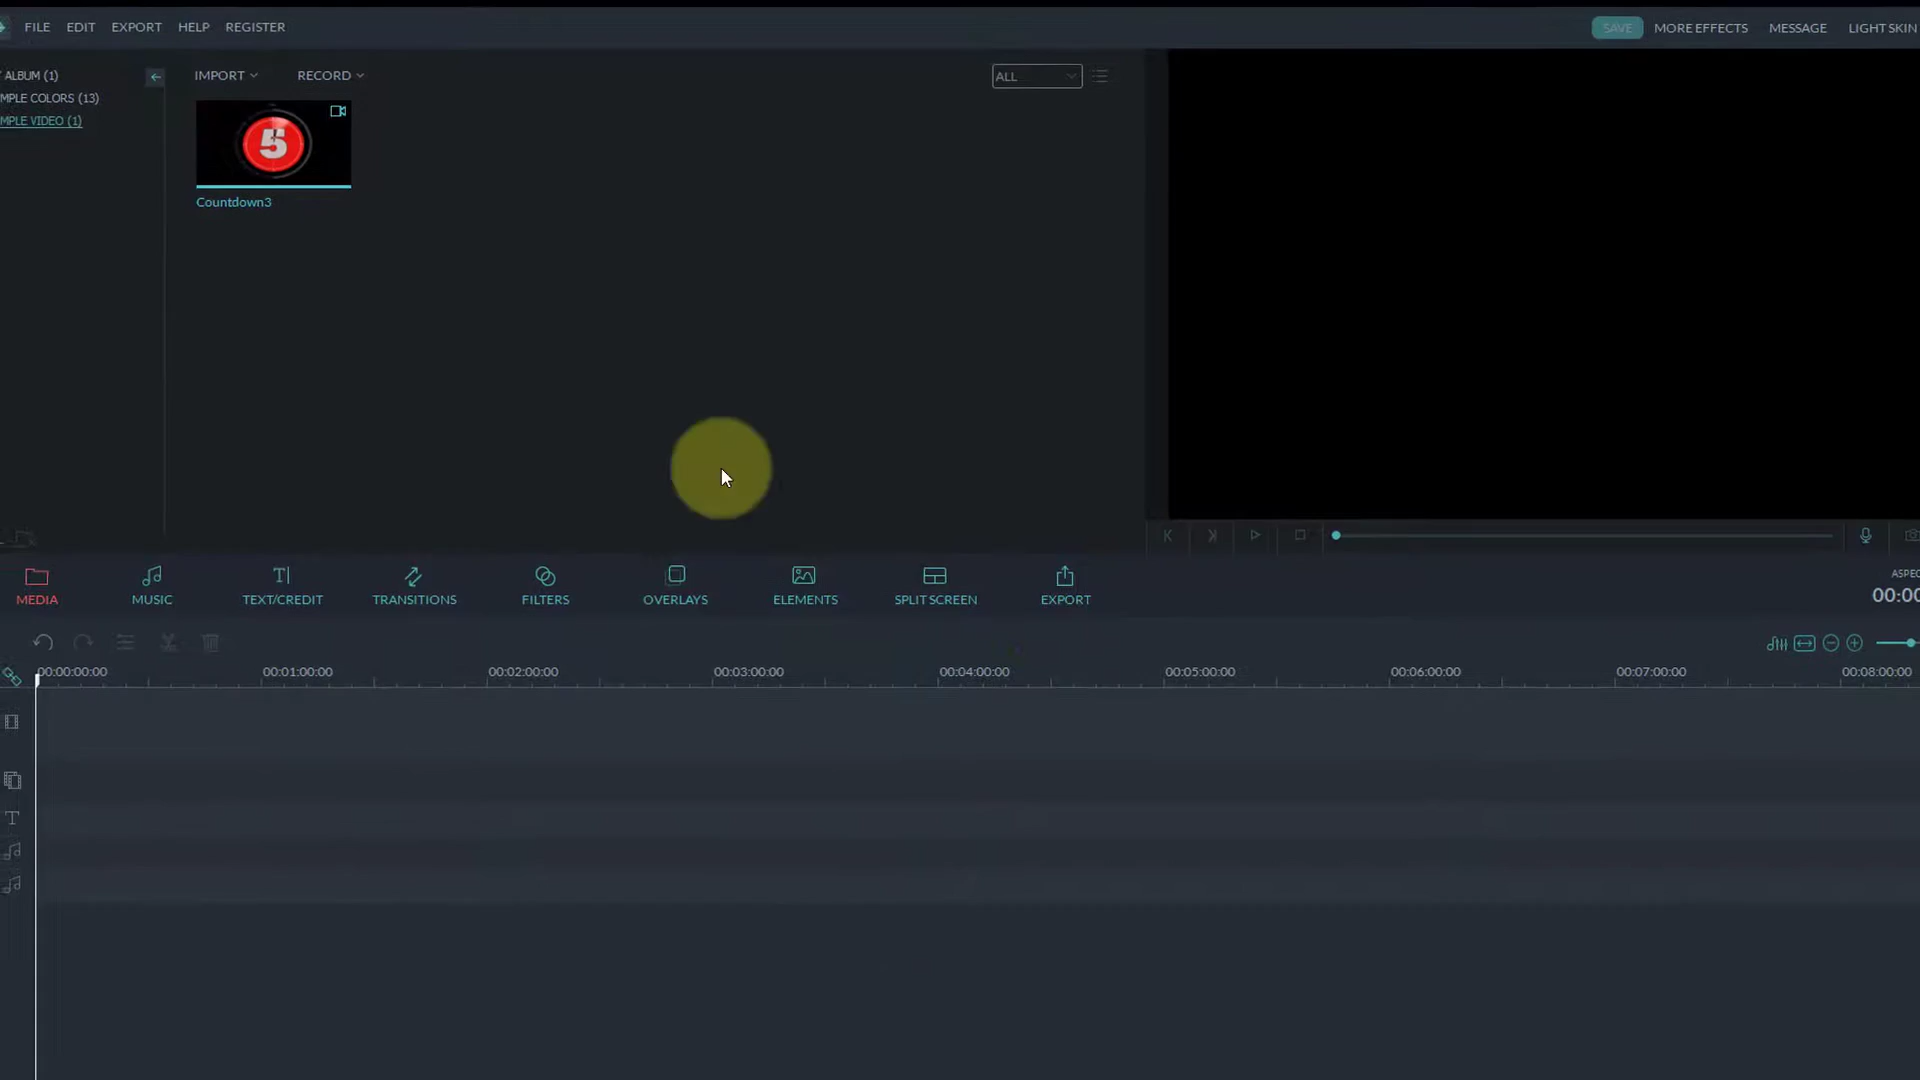 FILE EDIT EXPORT HELP REGISTER
SAVE MORE EFFECTS MESSAGE LIGHT SKIN
ALBUM (1)
MPLE COLORS (13)
MPLE VIDEO (1)
IMPORT RECORD
ALL
5
Countdown3
MEDIA MUSIC TEXT/CREDIT TRANSITIONS FILTERS OVERLAYS ELEMENTS SPLIT SCREEN EXPORT
ASPEC
00:00
00:00:00:00 00:01:00:00 00:02:00:00 00:03:00:00 00:04:00:00 00:05:00:00 00:06:00:00 00:07:00:00 00:08:00:00